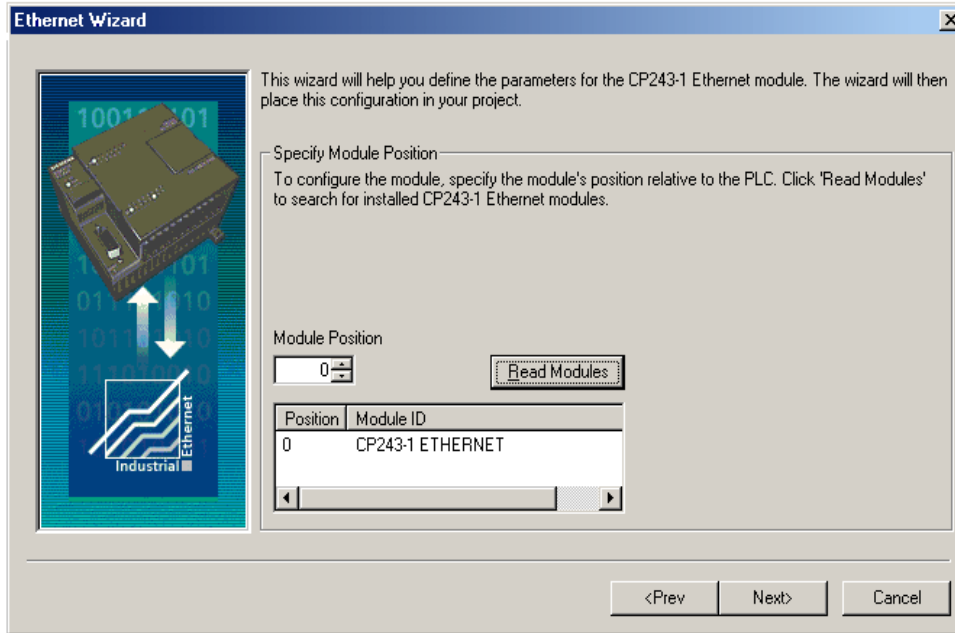 Ethernet Wizard
This wizard will help you define the parameters for the CP243-1 Ethernet module. The wizard will then
place this configuration in your project.
Specify Module Position
To configure the module, specify the module's position relative to the PLC. Click 'Read Modules'
to search for installed CP243-1 Ethernet modules.
Module Position
0
Read Modules
Position Module ID
0 CP243-1 ETHERNET
Industrial Ethernet
<Prev Next> Cancel